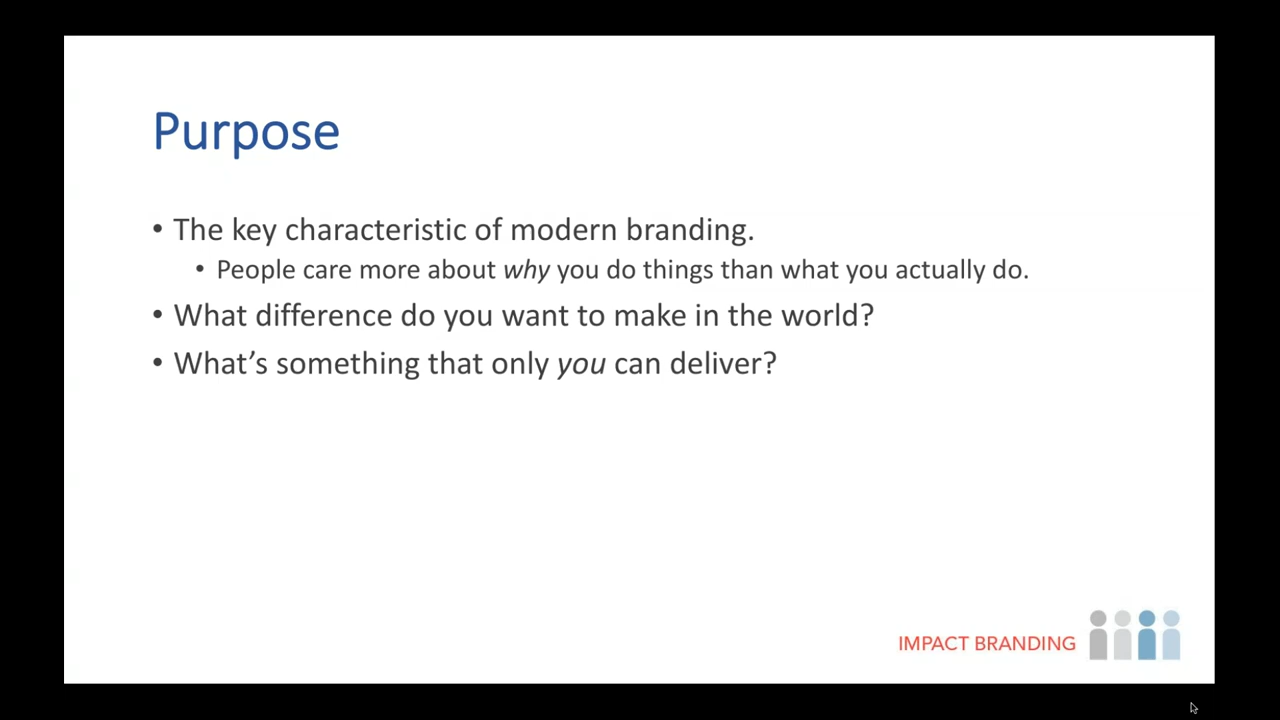 Purpose
• The key characteristic of modern branding.
• People care more about why you do things than what you actually do.
• What difference do you want to make in the world?
• What’s something that only you can deliver?
IMPACT BRANDING